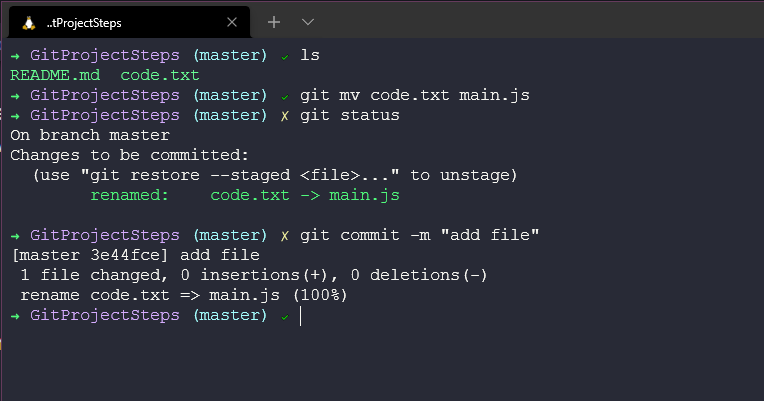 ..tProjectSteps
→ GitProjectSteps (master) ✓ ls
README.md  code.txt
→ GitProjectSteps (master) ✓ git mv code.txt main.js
→ GitProjectSteps (master) ✗ git status
On branch master
Changes to be committed:
  (use "git restore --staged <file>..." to unstage)
        renamed:    code.txt -> main.js
→ GitProjectSteps (master) ✗ git commit -m "add file"
[master 3e44fce] add file
 1 file changed, 0 insertions(+), 0 deletions(-)
 rename code.txt => main.js (100%)
→ GitProjectSteps (master) ✓